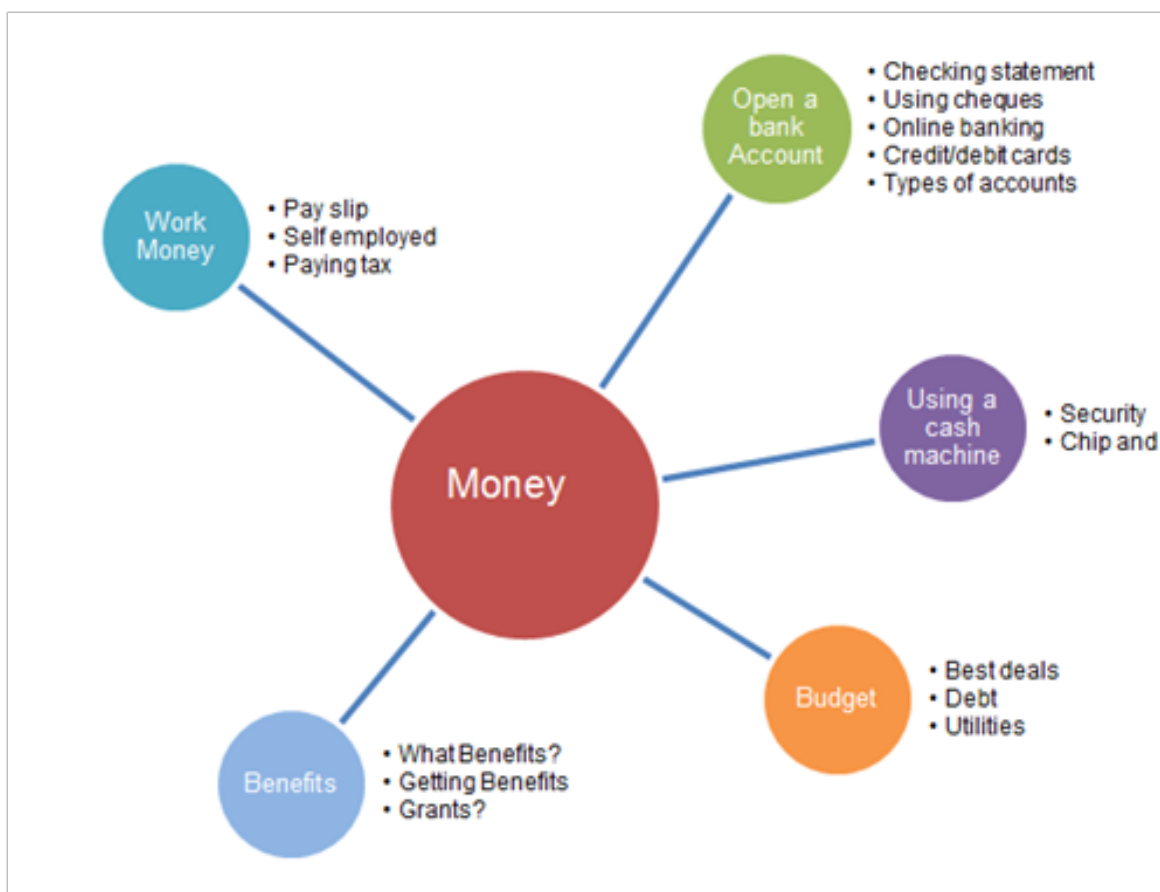 Open a
bank
Account
• Checking statement
• Using cheques
• Online banking
• Credit/debit cards
• Types of accounts
Work
Money
• Pay slip
• Self employed
• Paying tax
Using a
cash
machine
• Security
• Chip and
Money
Budget
• Best deals
• Debt
• Utilities
Benefits
• What Benefits?
• Getting Benefits
• Grants?